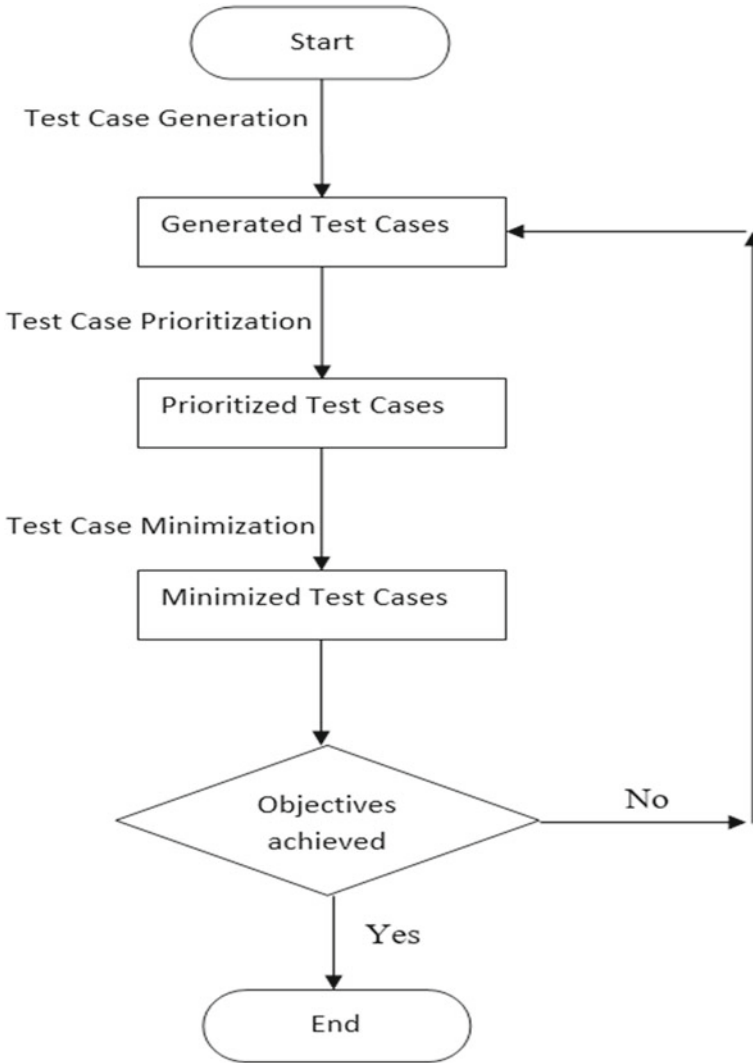 Start
Test Case Generation
Generated Test Cases
Test Case Prioritization
Prioritized Test Cases
Test Case Minimization
Minimized Test Cases
Objectives
achieved
No
Yes
End